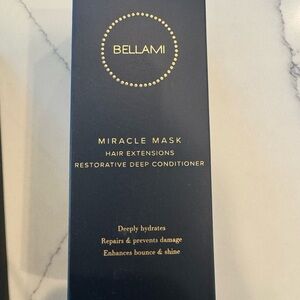 BELLAMI
MIRACLE MASK
HAIR EXTENSIONS
RESTORATIVE DEEP CONDITIONER
Deeply hydrates
Repairs & prevents damage
Enhances bounce & shine